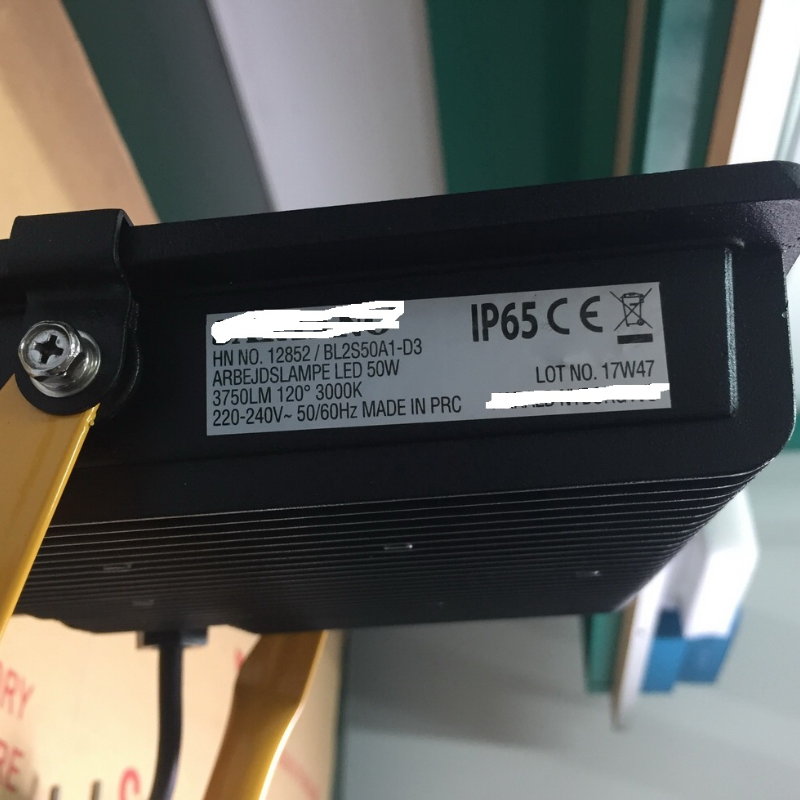 HN NO. 12852 / BL2S50A1-D3
ARBEJDSLAMPE LED 50W
3750LM 120° 3000K
220-240V~ 50/60Hz MADE IN PRC
IP65 CE
LOT NO. 17W47